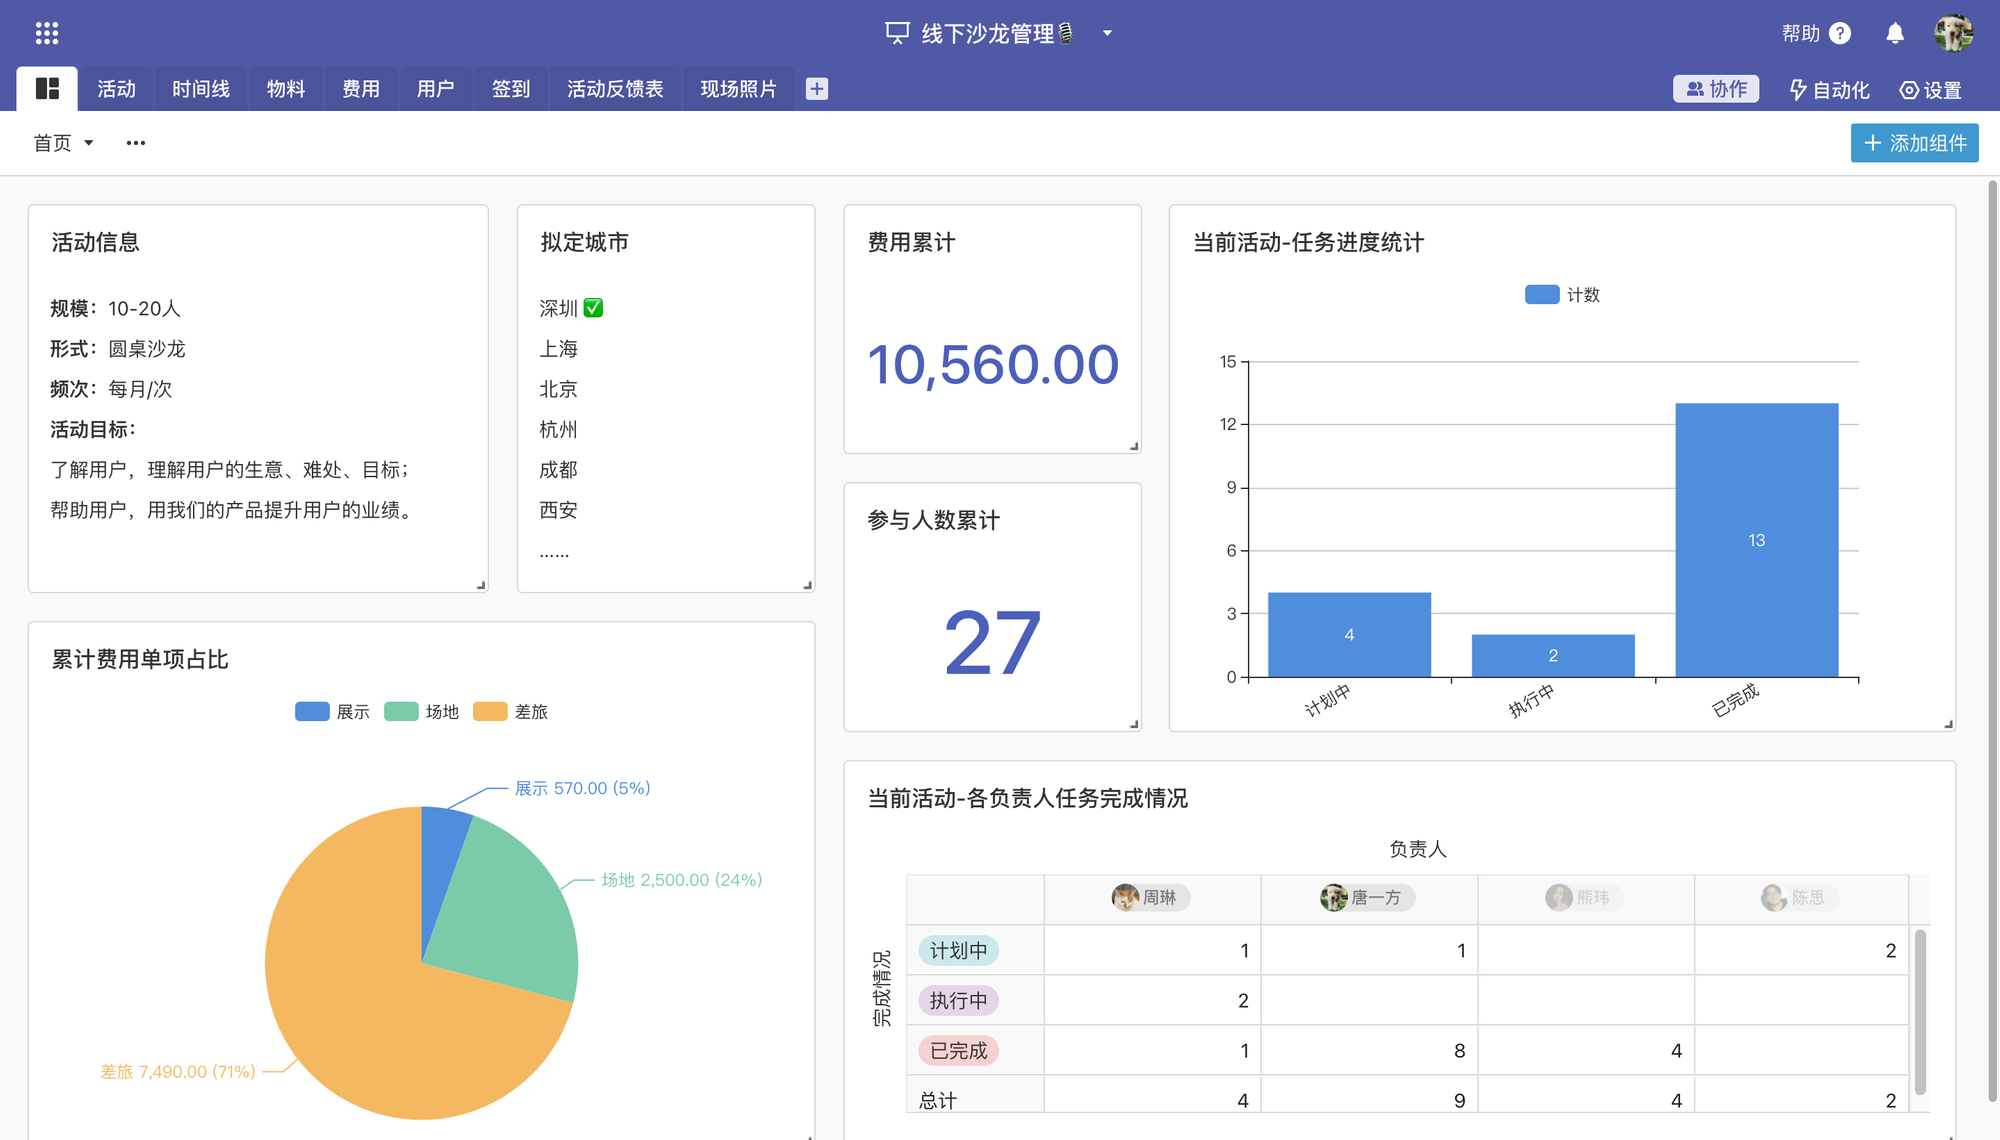 线下沙龙管理🎙️
帮助
活动 时间线 物料 费用 用户 签到 活动反馈表 现场照片
协作 自动化 设置
首页
添加组件
活动信息
规模：10-20人
形式：圆桌沙龙
频次：每月/次
活动目标：
了解用户，理解用户的生意、难处、目标；
帮助用户，用我们的产品提升用户的业绩。
拟定城市
深圳✅
上海
北京
杭州
成都
西安
......
费用累计
10,560.00
参与人数累计
27
当前活动-任务进度统计
计数
15
12
9
6
3
0
4
2
13
计划中
执行中
已完成
累计费用单项占比
展示 场地 差旅
展示 570.00 (5%)
场地 2,500.00 (24%)
差旅 7,490.00 (71%)
当前活动-各负责人任务完成情况
负责人
完成情况
周琳 唐一方 熊玮 陈思
计划中 1 1 2
执行中 2
已完成 1 8 4
总计 4 9 4 2